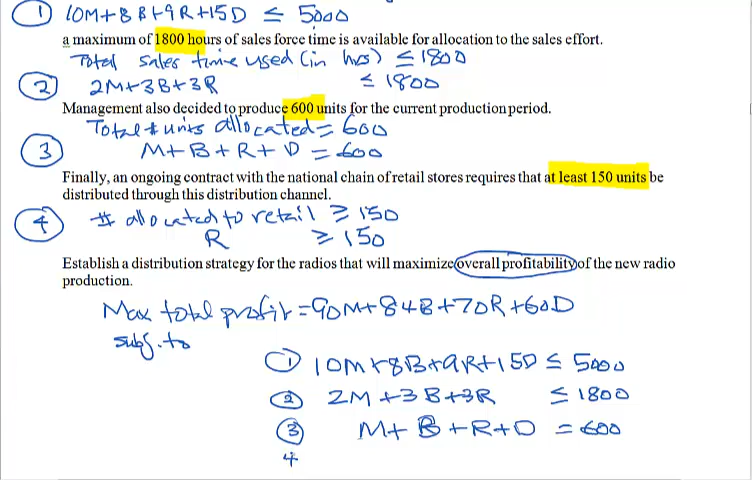 ① 10M+8B+9R+15D ≤ 5000
a maximum of 1800 hours of sales force time is available for allocation to the sales effort.
Total sales time used (in hrs) ≤ 1800
② 2M+3B+3R ≤ 1800
Management also decided to produce 600 units for the current production period.
Total # units allocated = 600
③ M+B+R+D = 600
Finally, an ongoing contract with the national chain of retail stores requires that at least 150 units be
distributed through this distribution channel.
④ # allocated to retail ≥ 150
R ≥ 150
Establish a distribution strategy for the radios that will maximize overall profitability of the new radio
production.
Max total profit = 90M+84B+70R+60D
subj. to
① 10M+8B+9R+15D ≤ 5000
② 2M+3B+3R ≤ 1800
③ M+B+R+D = 600
4